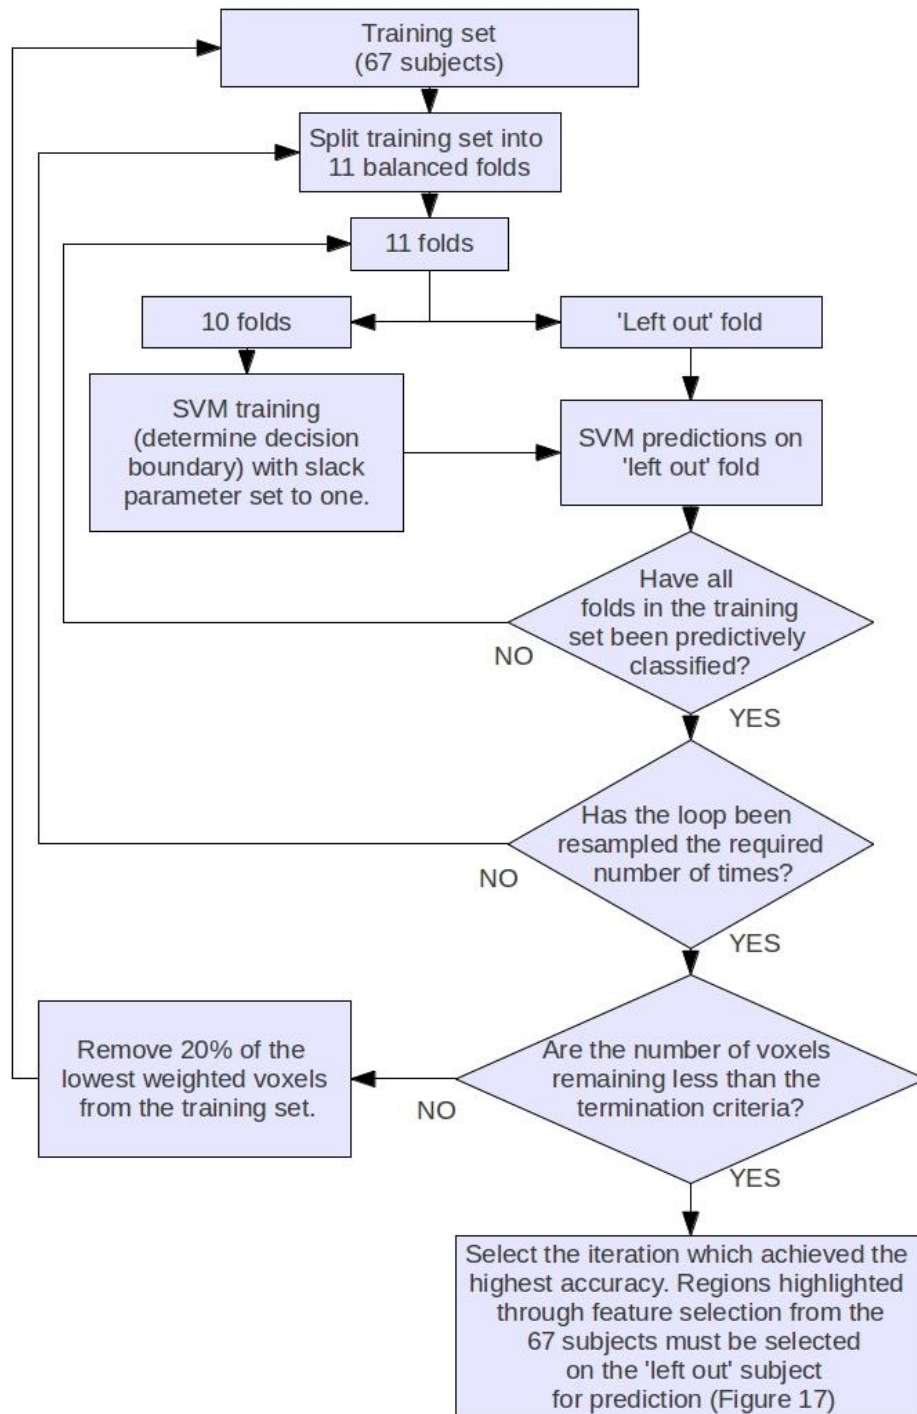 Training set
(67 subjects)
Split training set into
11 balanced folds
11 folds
10 folds
'Left out' fold
SVM training
(determine decision
boundary) with slack
parameter set to one.
SVM predictions on
'left out' fold
Have all
folds in the training
set been predictively
classified?
NO
YES
Has the loop been
resampled the required
number of times?
NO
YES
Remove 20% of the
lowest weighted voxels
from the training set.
Are the number of voxels
remaining less than the
termination criteria?
NO
YES
Select the iteration which achieved the
highest accuracy. Regions highlighted
through feature selection from the
67 subjects must be selected
on the 'left out' subject
for prediction (Figure 17)